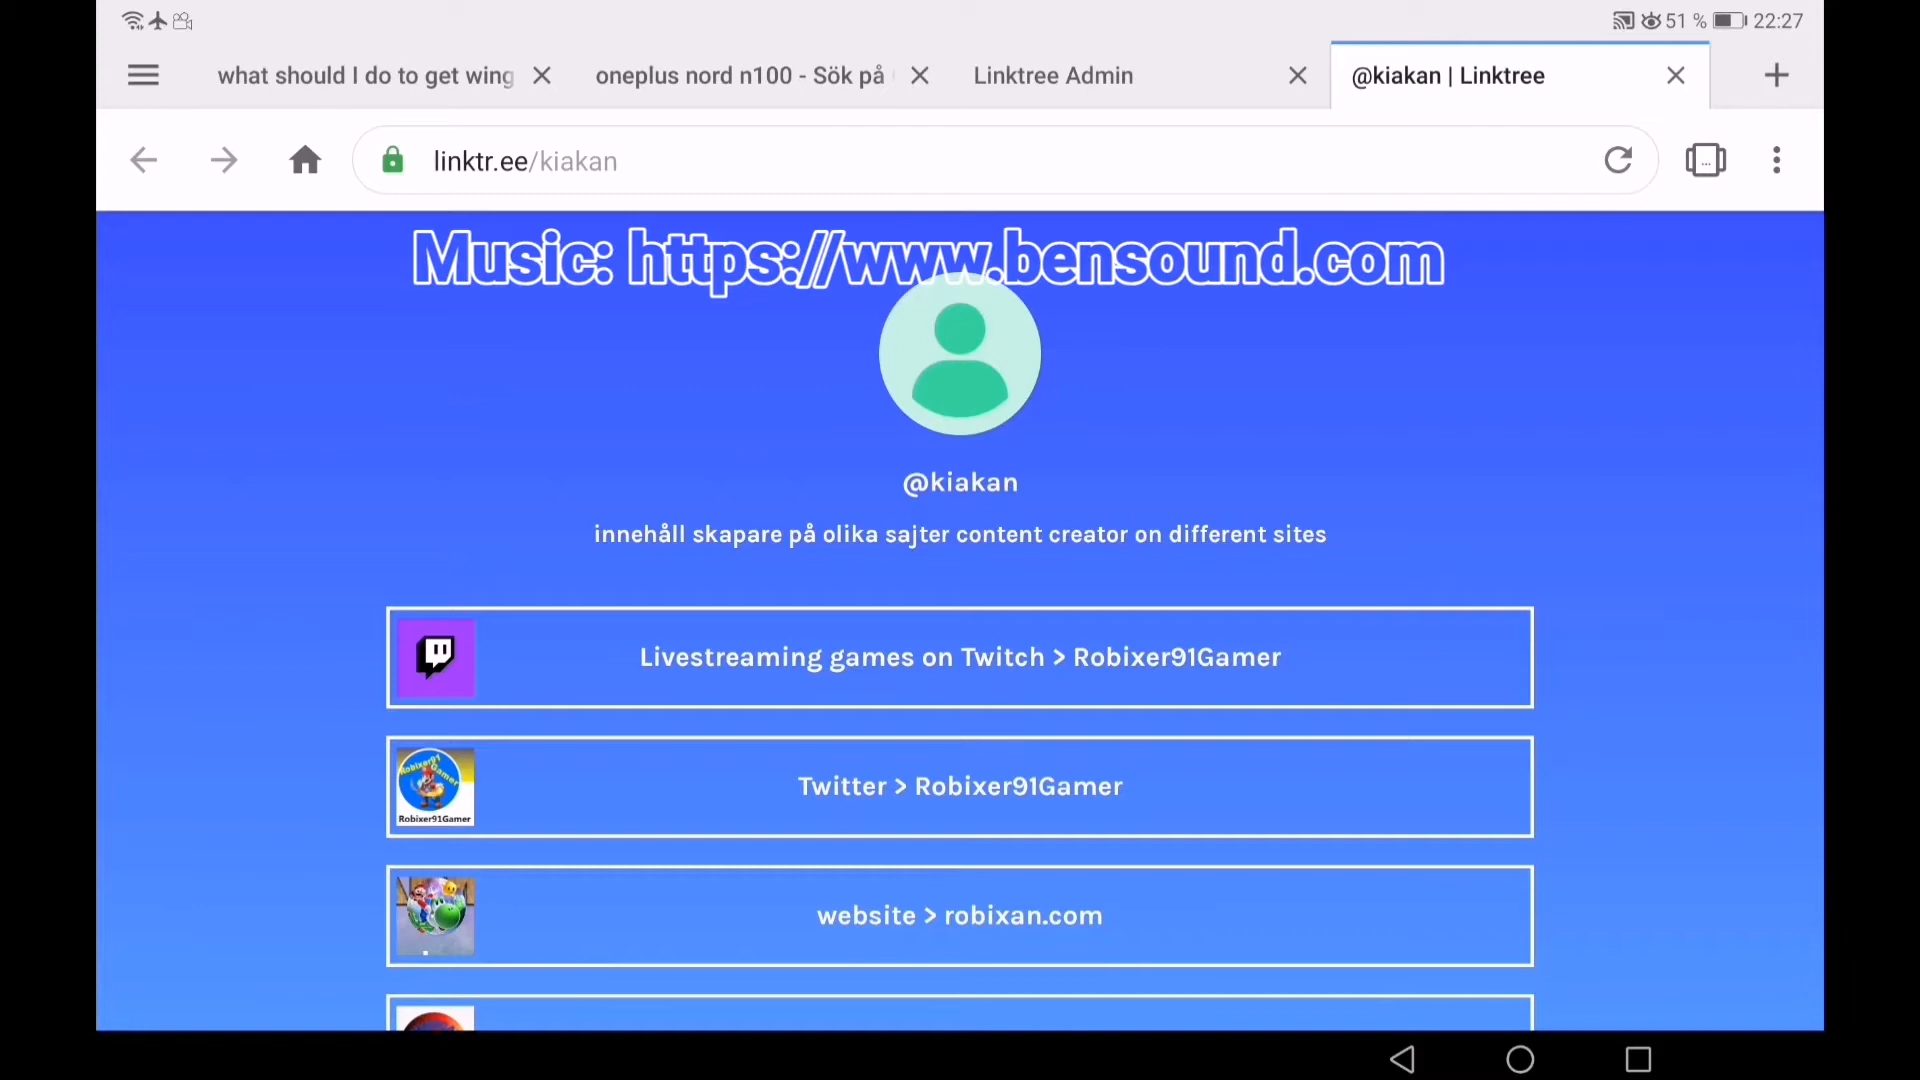 51 % 22:27
what should I do to get wing
oneplus nord n100 - Sök på
Linktree Admin
@kiakan | Linktree
linktr.ee/kiakan
Music: https://www.bensound.com
@kiakan
innehåll skapare på olika sajter content creator on different sites
Livestreaming games on Twitch > Robixer91Gamer
Robixer91
Gamer
Robixer91Gamer
Twitter > Robixer91Gamer
website > robixan.com